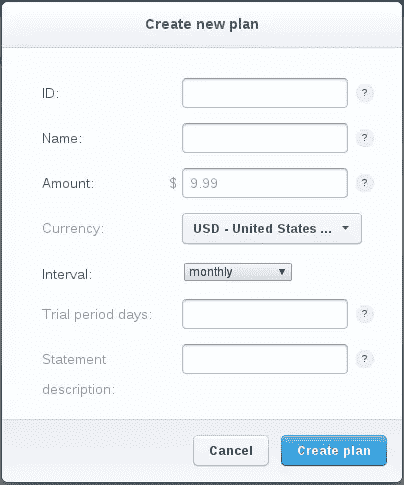 Create new plan
ID: ?
Name: ?
Amount: $ 9.99 ?
Currency: USD - United States ...
Interval: monthly
Trial period days: ?
Statement ?
description:
Cancel Create plan